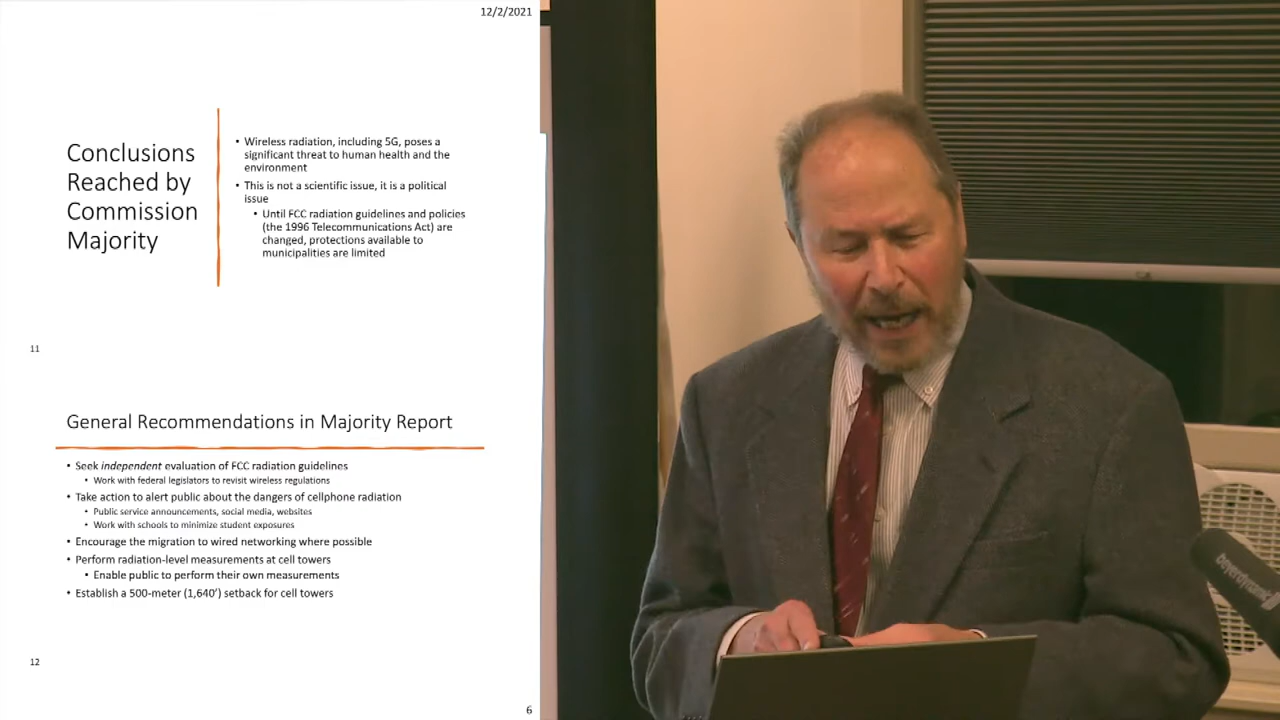 12/2/2021
Conclusions
Reached by
Commission
Majority
• Wireless radiation, including 5G, poses a
significant threat to human health and the
environment
• This is not a scientific issue, it is a political
issue
• Until FCC radiation guidelines and policies
(the 1996 Telecommunications Act) are
changed, protections available to
municipalities are limited
11
General Recommendations in Majority Report
• Seek independent evaluation of FCC radiation guidelines
• Work with federal legislators to revisit wireless regulations
• Take action to alert public about the dangers of cellphone radiation
• Public service announcements, social media, websites
• Work with schools to minimize student exposures
• Encourage the migration to wired networking where possible
• Perform radiation-level measurements at cell towers
• Enable public to perform their own measurements
• Establish a 500-meter (1,640') setback for cell towers
12
6
beyerdynamic